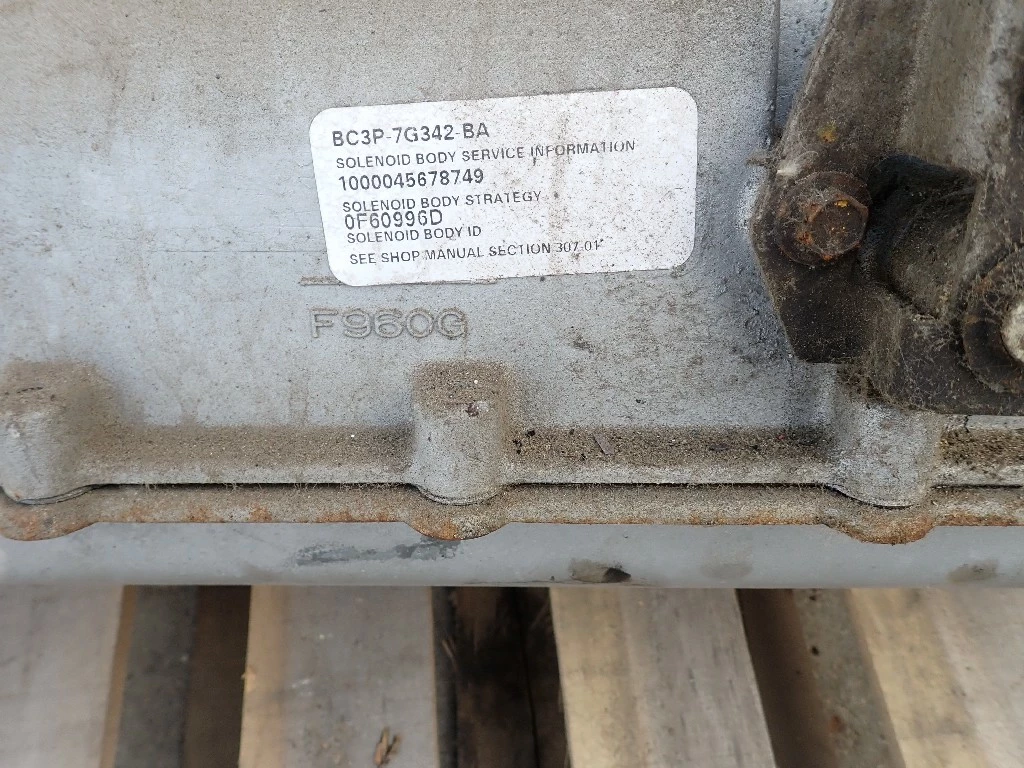 BC3P-7G342-BA
SOLENOID BODY SERVICE INFORMATION
1000045678749
SOLENOID BODY STRATEGY
0F60996D
SOLENOID BODY ID
SEE SHOP MANUAL SECTION 307-01
F960G